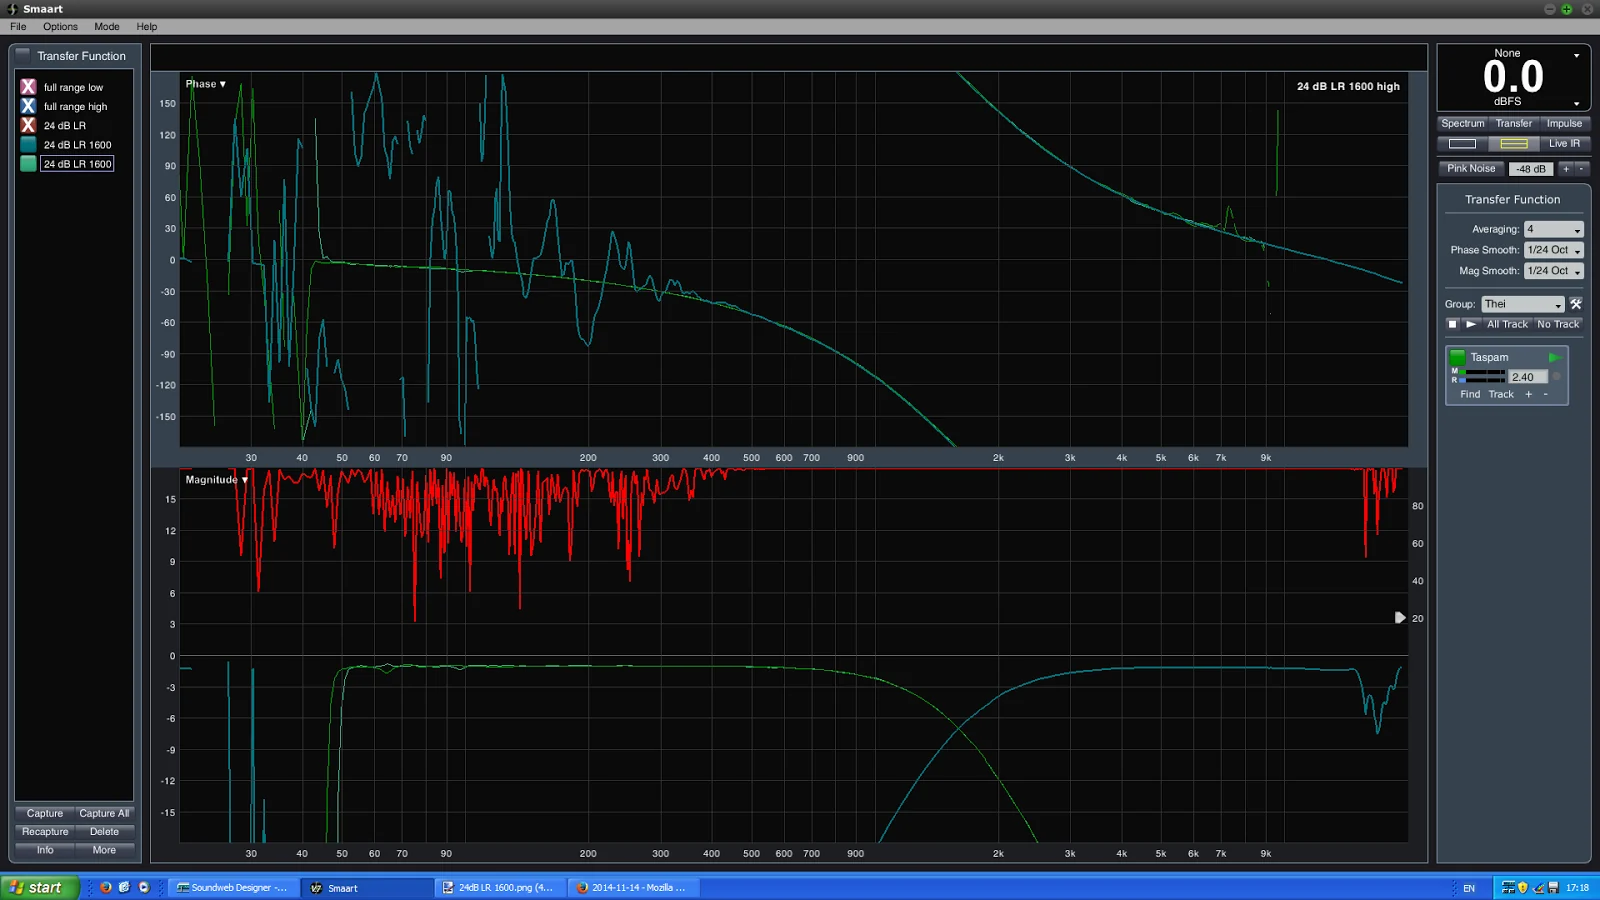 Smaart
File Options Mode Help
Transfer Function
full range low
full range high
24 dB LR
24 dB LR 1600
24 dB LR 1600
Capture Capture All
Recapture Delete
Info More
Phase ▼
24 dB LR 1600 high
150
120
90
60
30
0
-30
-60
-90
-120
-150
30 40 50 60 70 90 200 300 400 500 600 700 900 2k 3k 4k 5k 6k 7k 9k
Magnitude ▼
15
12
9
6
3
0
-3
-6
-9
-12
-15
80
60
40
20
30 40 50 60 70 90 200 300 400 500 600 700 900 2k 3k 4k 5k 6k 7k 9k
None
0.0
dBFS
Spectrum Transfer Impulse
Live IR
Pink Noise -48 dB + -
Transfer Function
Averaging: 4
Phase Smooth: 1/24 Oct
Mag Smooth: 1/24 Oct
Group: Thei
All Track No Track
Taspam
M
R
2.40
Find Track + -
start
Soundweb Designer -...
Smaart
24dB LR 1600.png (4...
2014-11-14 - Mozilla ...
EN
17:18